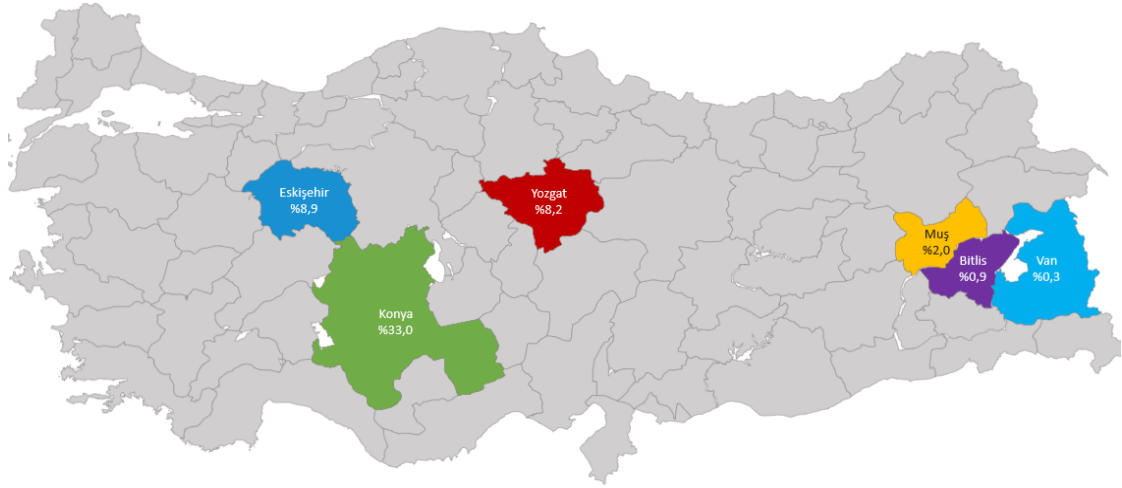 Eskişehir
%8,9
Yozgat
%8,2
Muş
%2,0
Bitlis
%0,9
Van
%0,3
Konya
%33,0